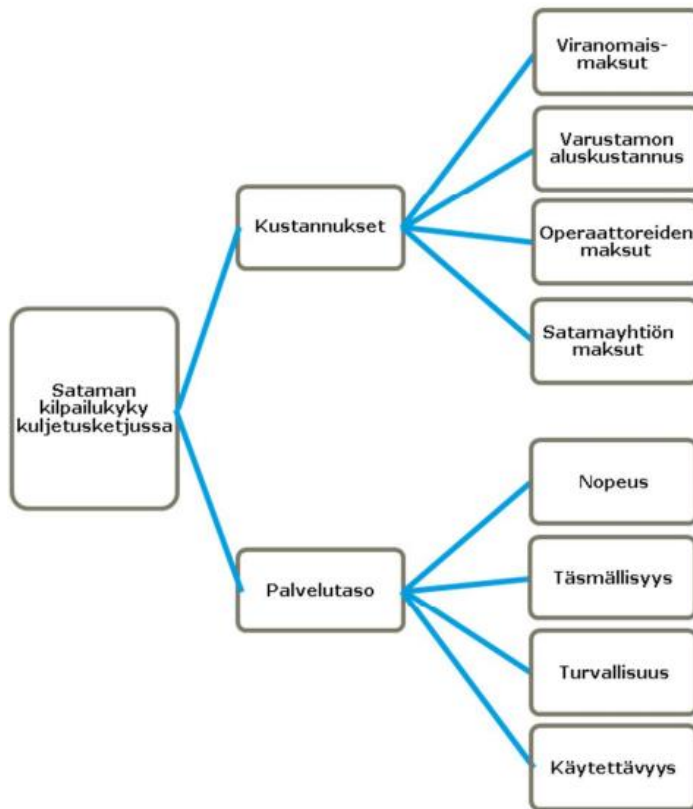 Sataman
kilpailukyky
kuljetusketjussa
Kustannukset
Viranomais-
maksut
Varustamon
aluskustannus
Operaattoreiden
maksut
Satamayhtiön
maksut
Palvelutaso
Nopeus
Täsmällisyys
Turvallisuus
Käytettävyys